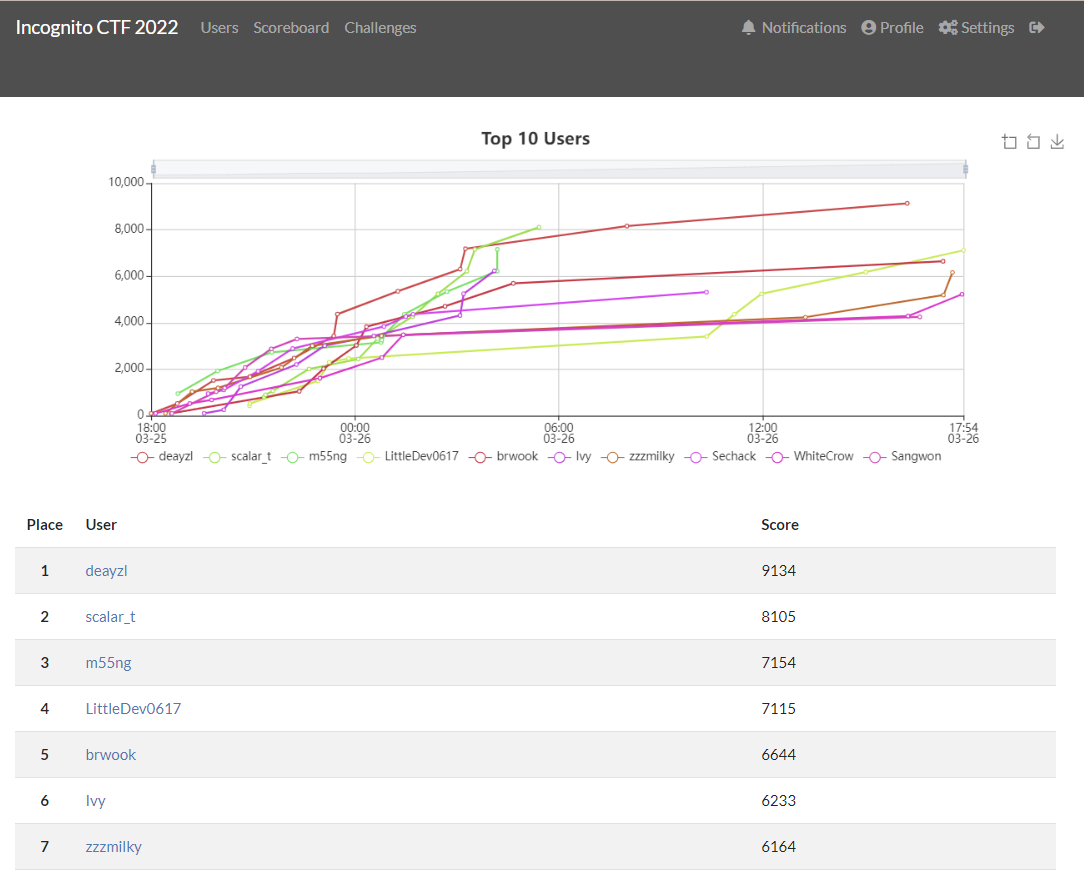 Incognito CTF 2022 Users Scoreboard Challenges Notifications Profile Settings
Top 10 Users
10,000
8,000
6,000
4,000
2,000
0
18:00 00:00 06:00 12:00 17:54
03-25 03-26 03-26 03-26 03-26
deayzl scalar_t m55ng LittleDev0617 brwook Ivy zzzmilky Sechack WhiteCrow Sangwon
Place User Score
1 deayzl 9134
2 scalar_t 8105
3 m55ng 7154
4 LittleDev0617 7115
5 brwook 6644
6 Ivy 6233
7 zzzmilky 6164